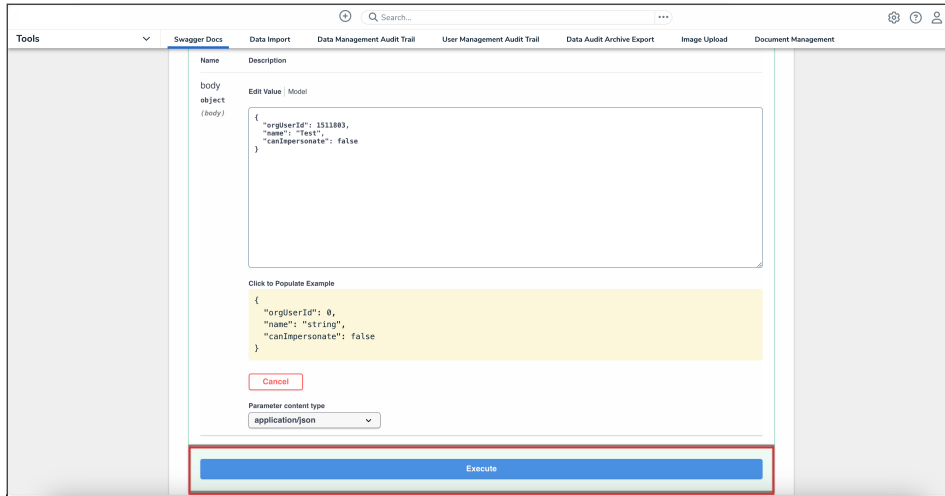 Search...
Tools
Swagger Docs Data Import Data Management Audit Trail User Management Audit Trail Data Audit Archive Export Image Upload Document Management
Name Description
body
object
(body)
Edit Value | Model
{
"orgUserId": 1511803,
"name": "Test",
"canImpersonate": false
}
Click to Populate Example
{
"orgUserId": 0,
"name": "string",
"canImpersonate": false
}
Cancel
Parameter content type
application/json
Execute